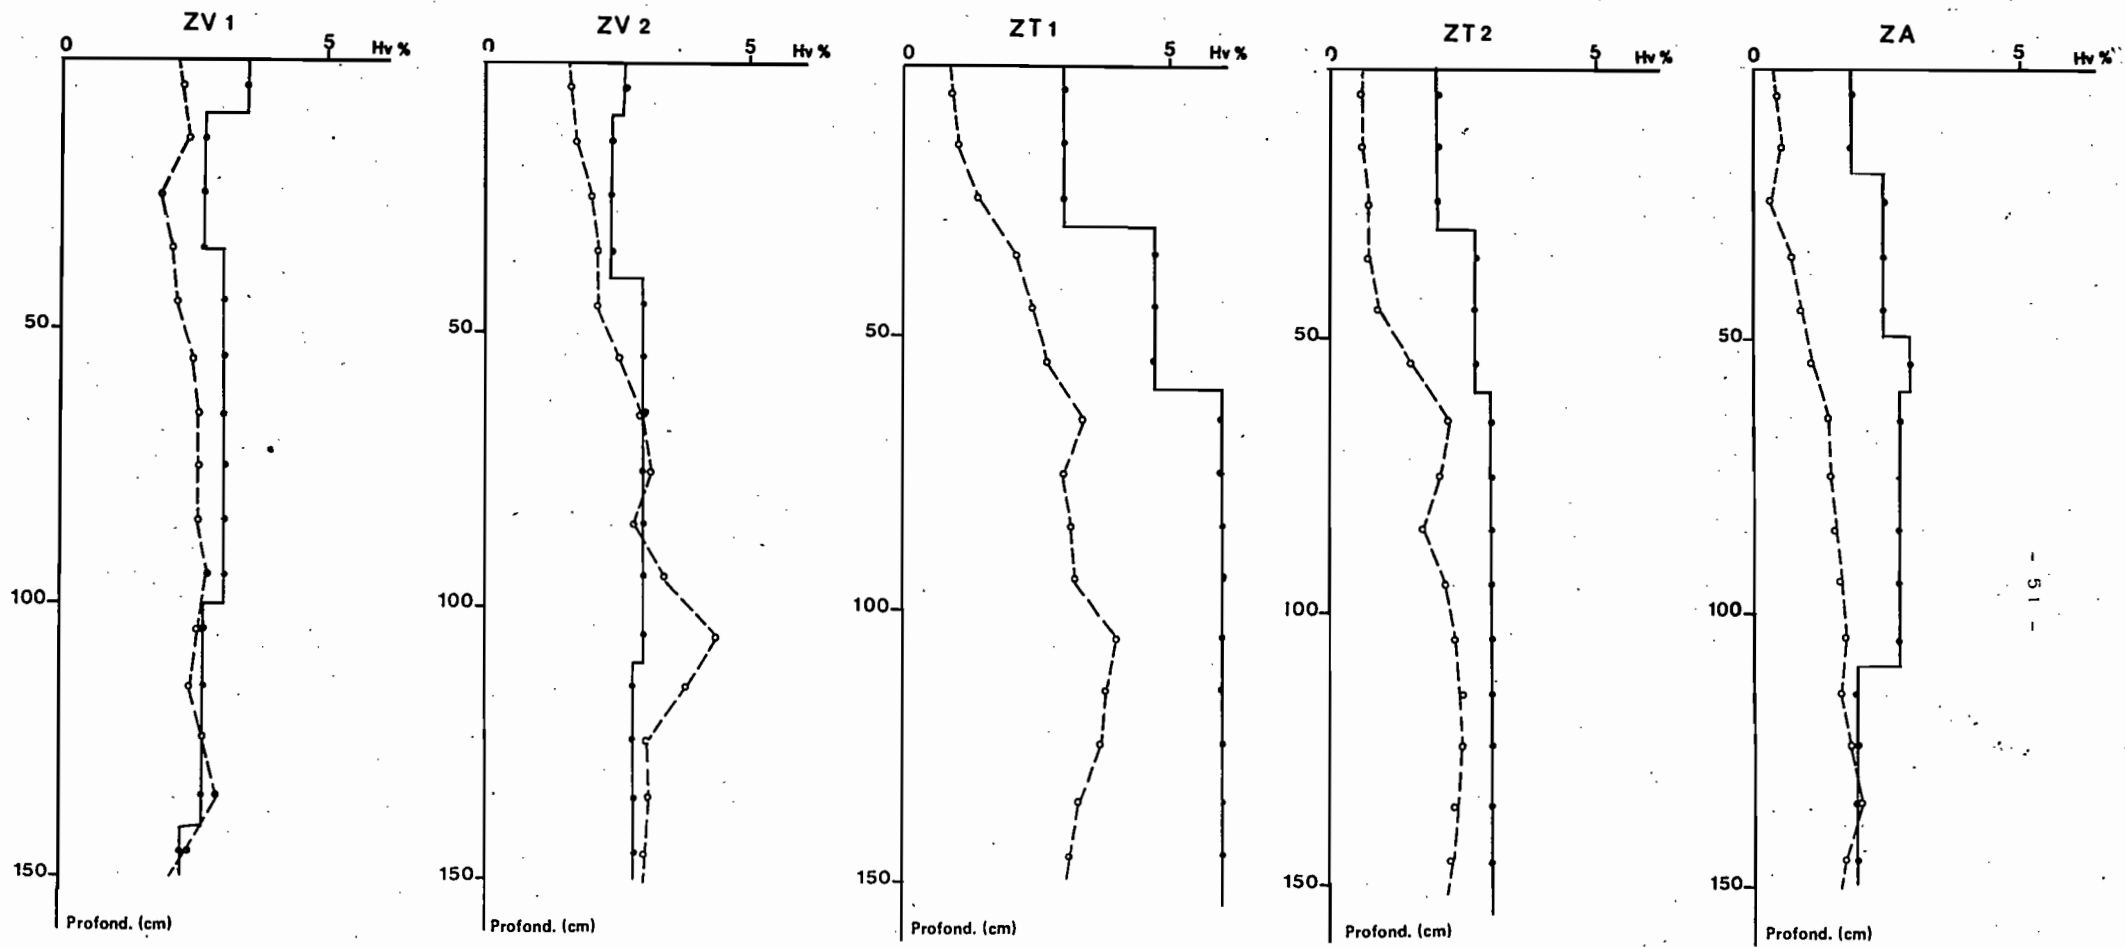 ZV 1
0 5 Hv %
50
100
150
Profond. (cm)
ZV 2
0 5 Hv %
50
100
150
Profond. (cm)
ZT 1
0 5 Hv %
50
100
150
Profond. (cm)
ZT 2
0 5 Hv %
50
100
150
Profond. (cm)
ZA
0 5 Hv %
50
100
150
Profond. (cm)
- 51 -